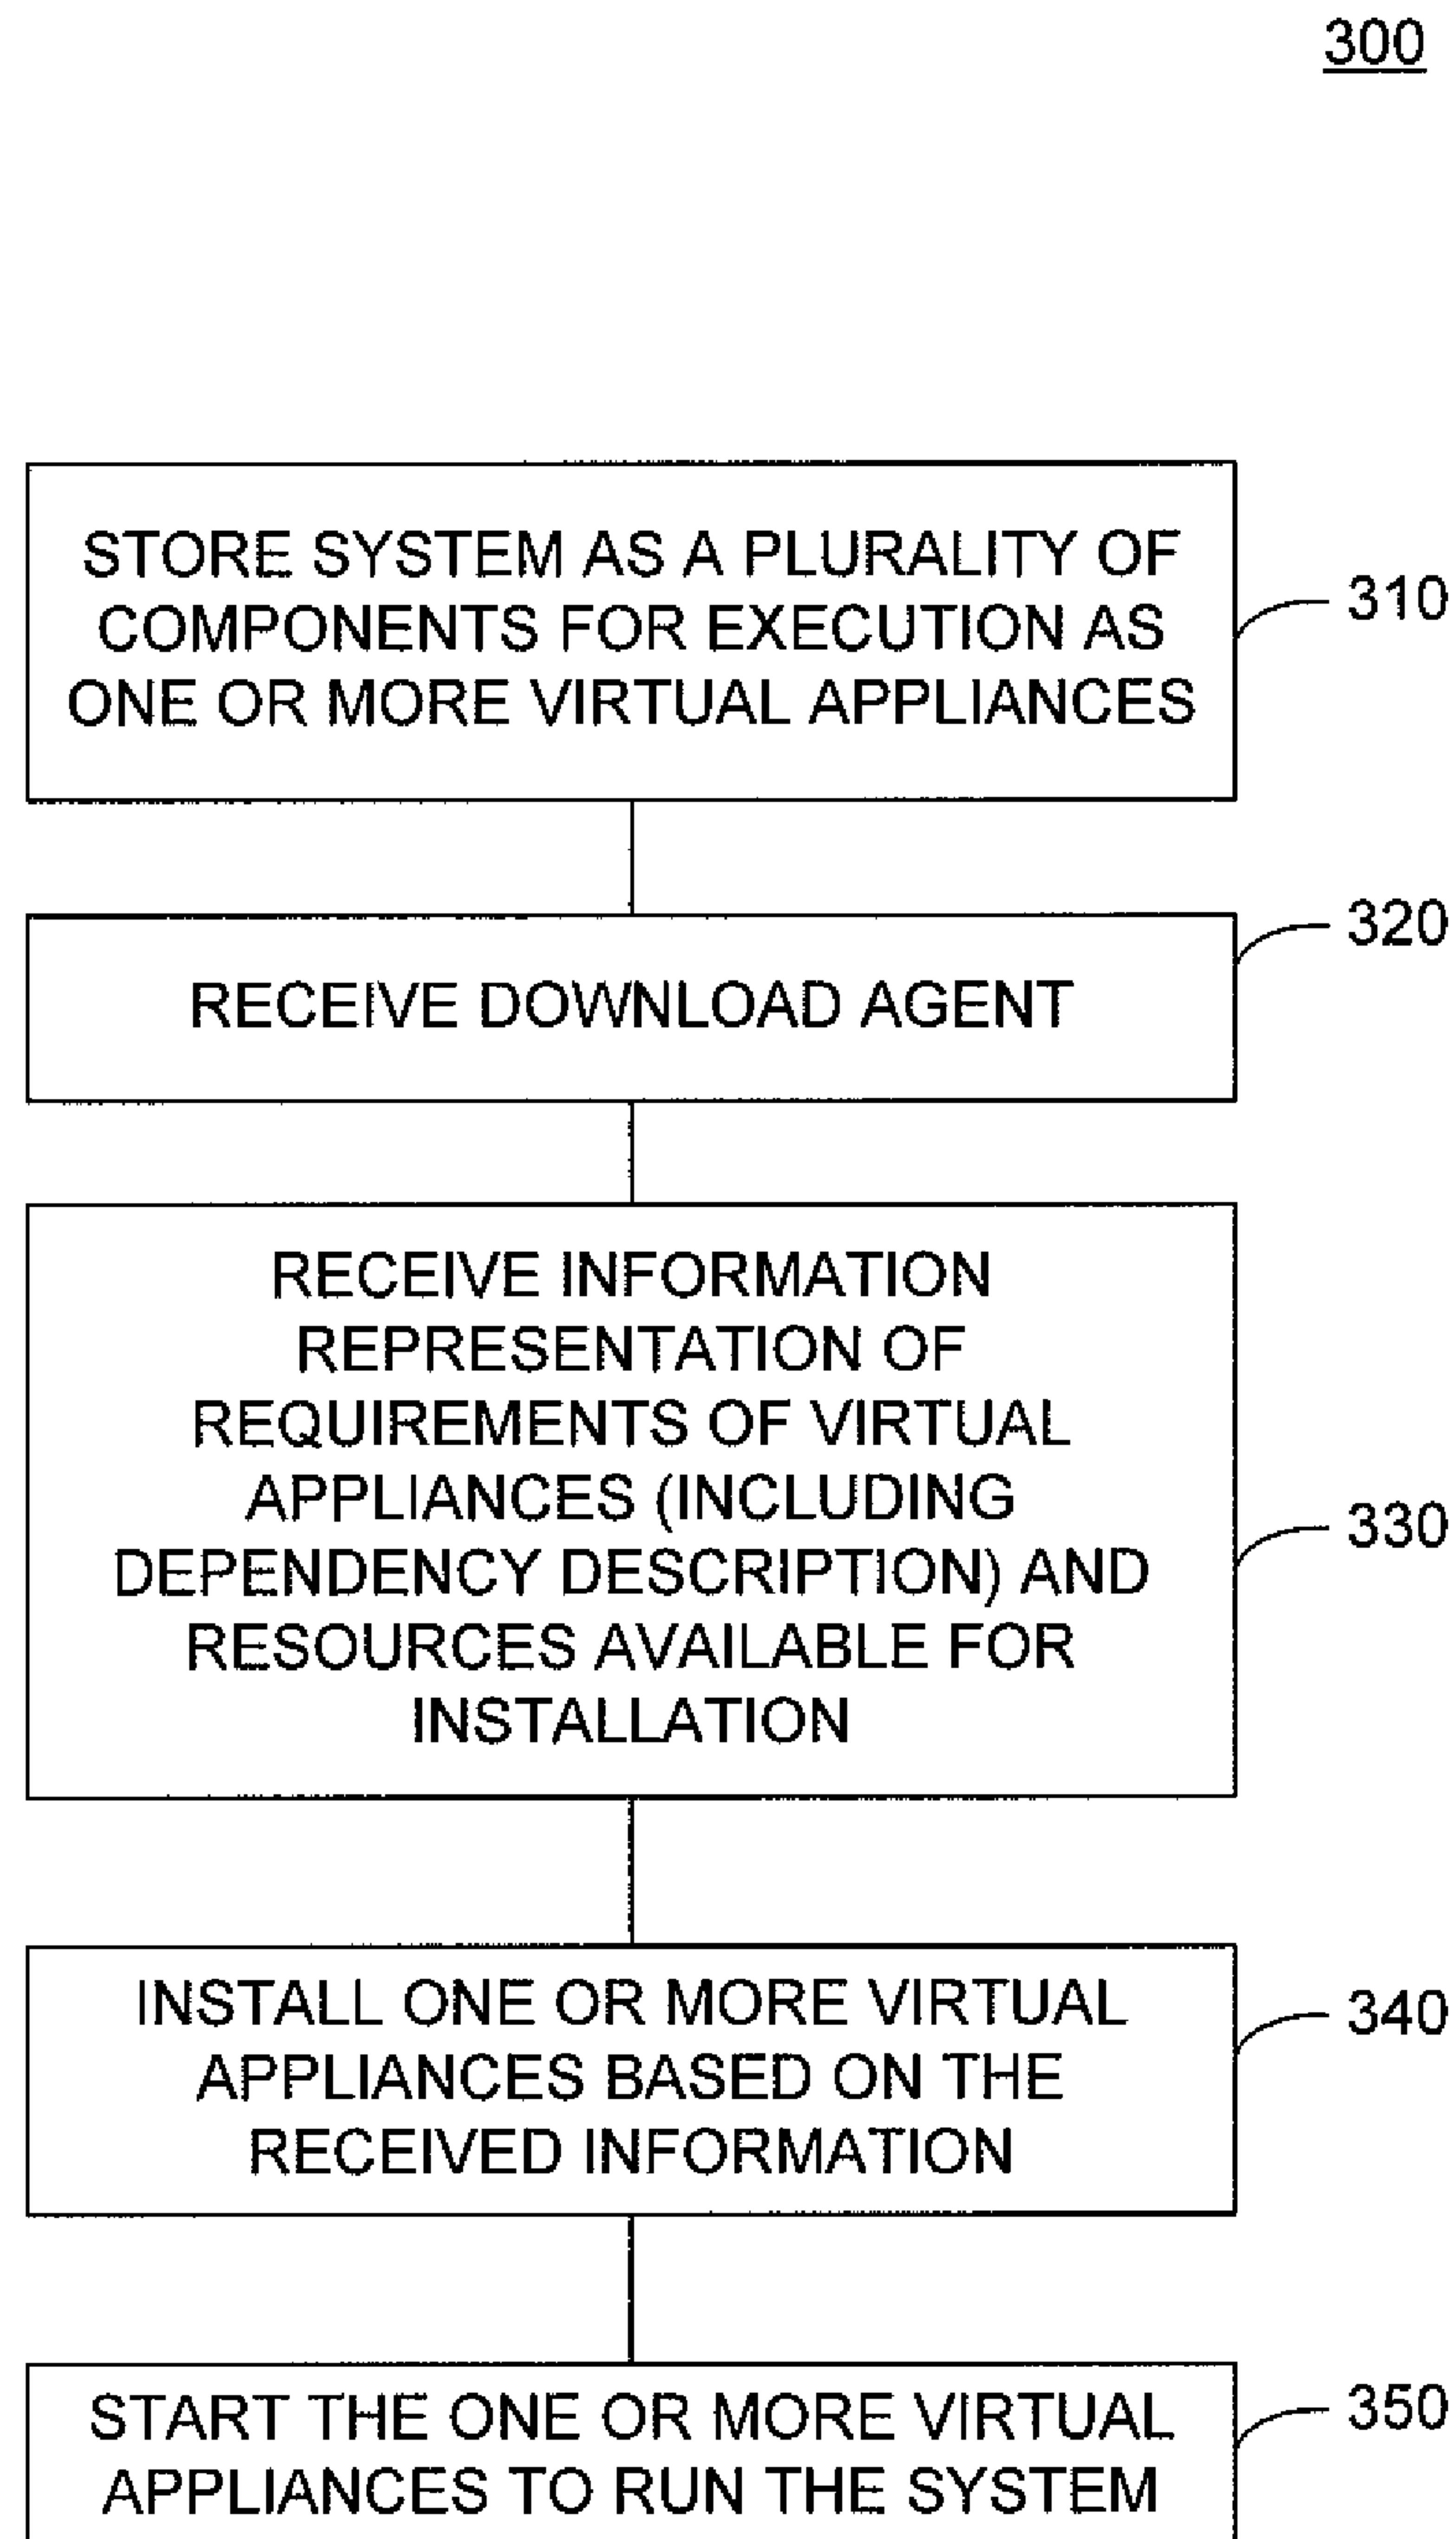 300
STORE SYSTEM AS A PLURALITY OF
COMPONENTS FOR EXECUTION AS
ONE OR MORE VIRTUAL APPLIANCES
310
320
RECEIVE DOWNLOAD AGENT
RECEIVE INFORMATION
REPRESENTATION OF
REQUIREMENTS OF VIRTUAL
APPLIANCES (INCLUDING
DEPENDENCY DESCRIPTION) AND
RESOURCES AVAILABLE FOR
INSTALLATION
330
INSTALL ONE OR MORE VIRTUAL
APPLIANCES BASED ON THE
RECEIVED INFORMATION
340
START THE ONE OR MORE VIRTUAL
APPLIANCES TO RUN THE SYSTEM
350